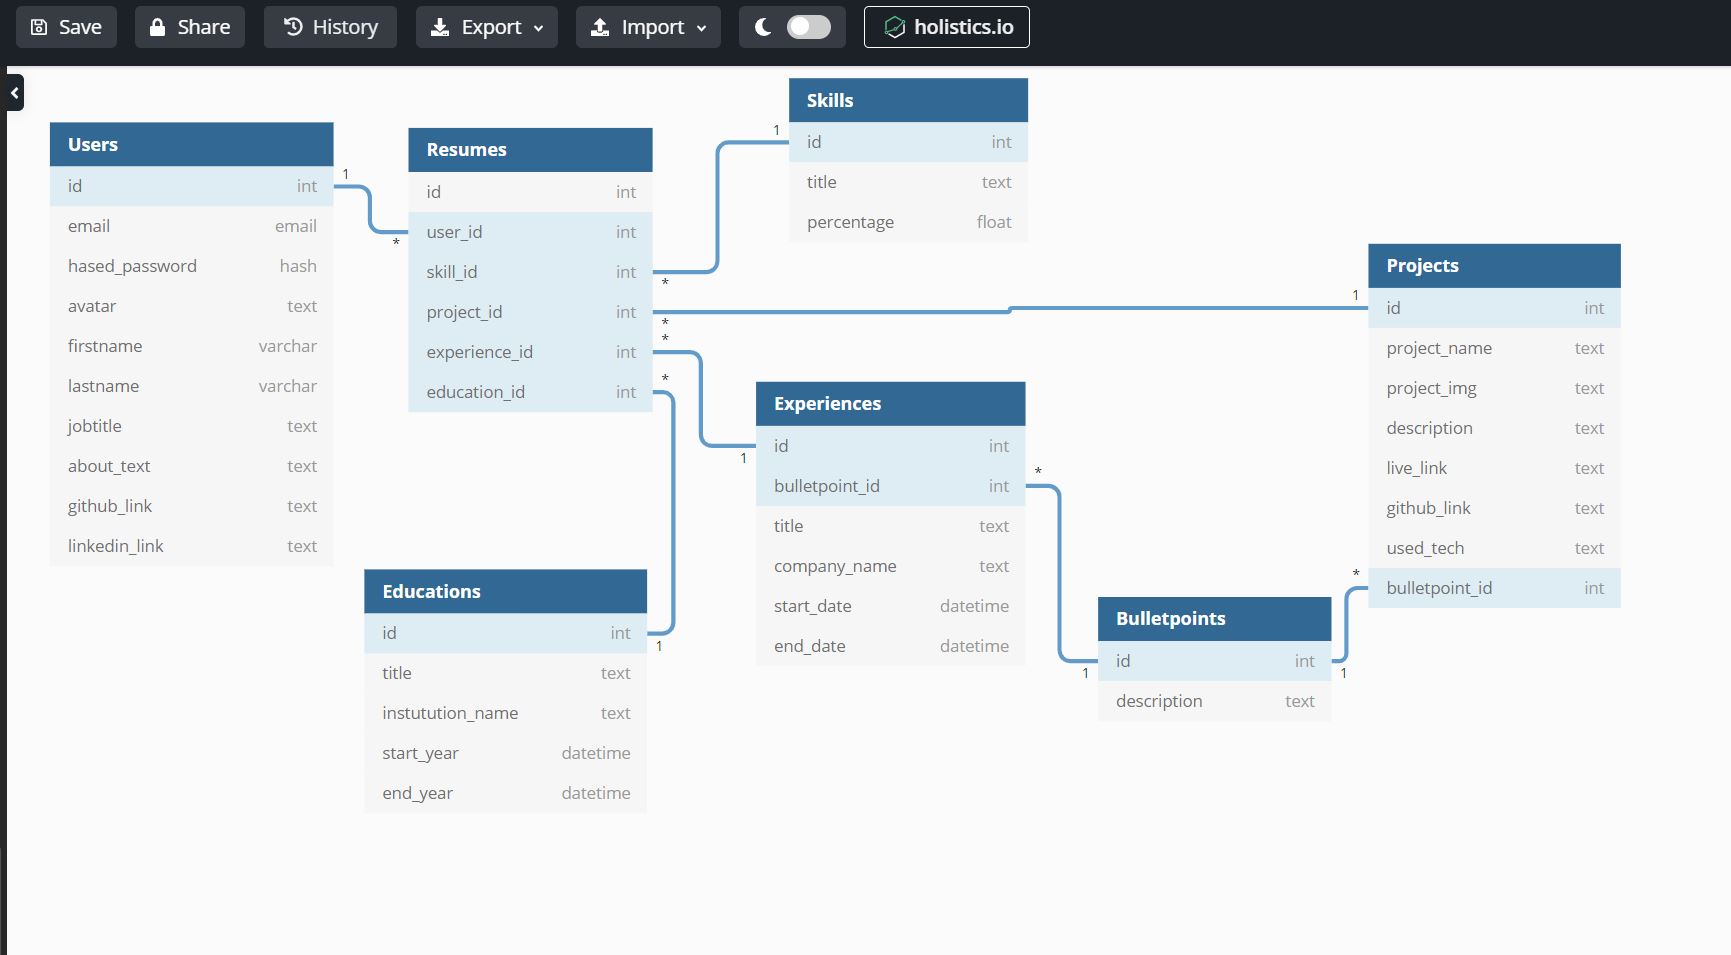 Save Share History Export Import holistics.io
Users
id int
email email
hased_password hash
avatar text
firstname varchar
lastname varchar
jobtitle text
about_text text
github_link text
linkedin_link text
1
*
Resumes
id int
user_id int
skill_id int
project_id int
experience_id int
education_id int
*
*
*
*
1
Skills
id int
title text
percentage float
1
Projects
id int
project_name text
project_img text
description text
live_link text
github_link text
used_tech text
bulletpoint_id int
1
Experiences
id int
bulletpoint_id int
title text
company_name text
start_date datetime
end_date datetime
*
*
Educations
id int
title text
instutution_name text
start_year datetime
end_year datetime
1
1
Bulletpoints
id int
description text
1